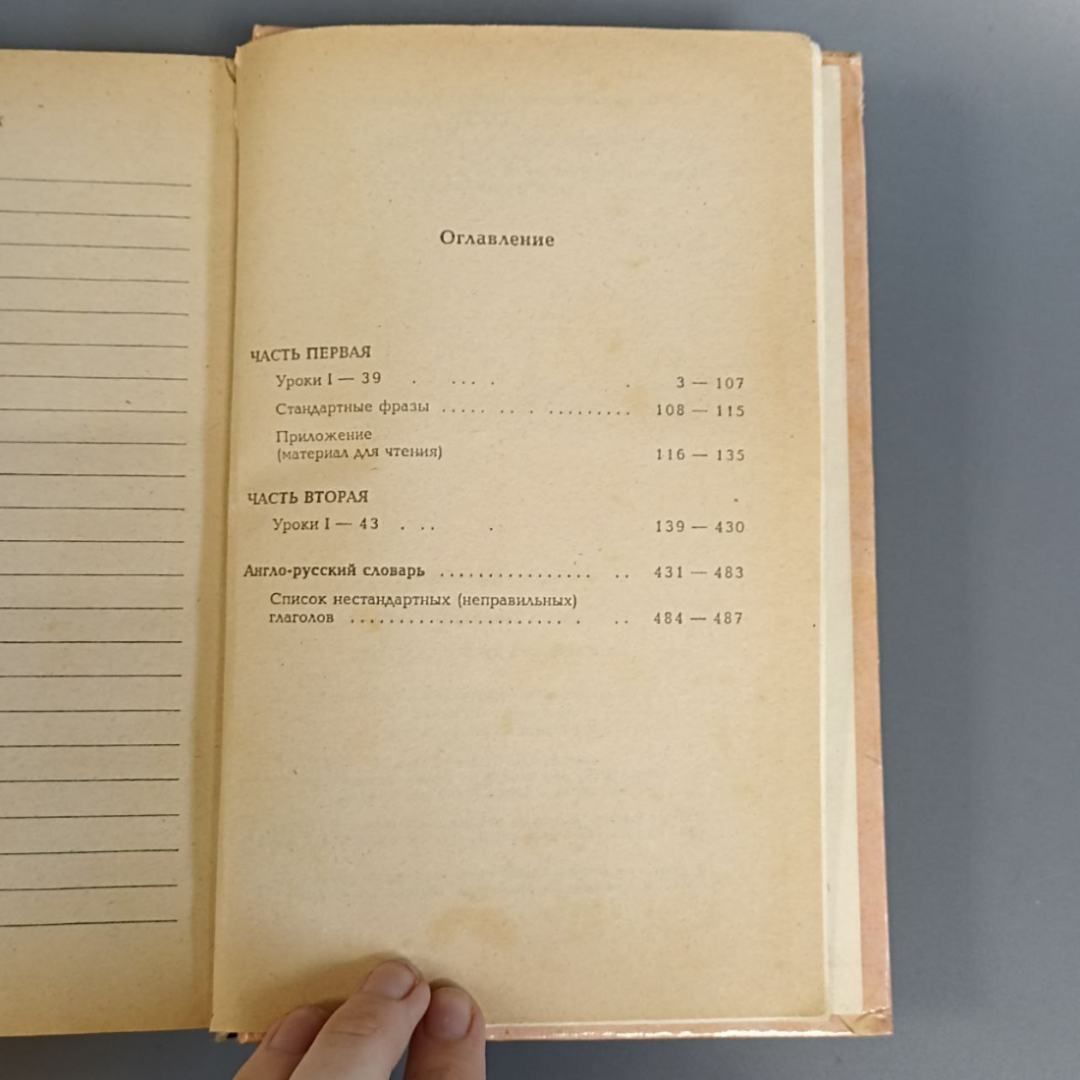 Оглавление
ЧАСТЬ ПЕРВАЯ
Уроки I — 39 . .... . . 3 — 107
Стандартные фразы ..... .. . ......... 108 — 115
Приложение
(материал для чтения) 116 — 135
ЧАСТЬ ВТОРАЯ
Уроки I — 43 . .. . 139 — 430
Англо-русский словарь ................ .. 431 — 483
Список нестандартных (неправильных)
глаголов ...................... . .. 484 — 487